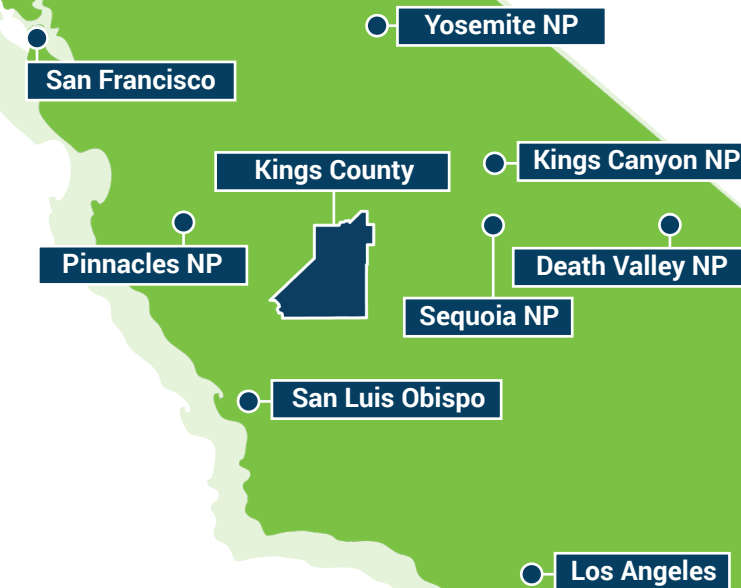 Yosemite NP
San Francisco
Kings Canyon NP
Kings County
Pinnacles NP
Death Valley NP
Sequoia NP
San Luis Obispo
Los Angeles